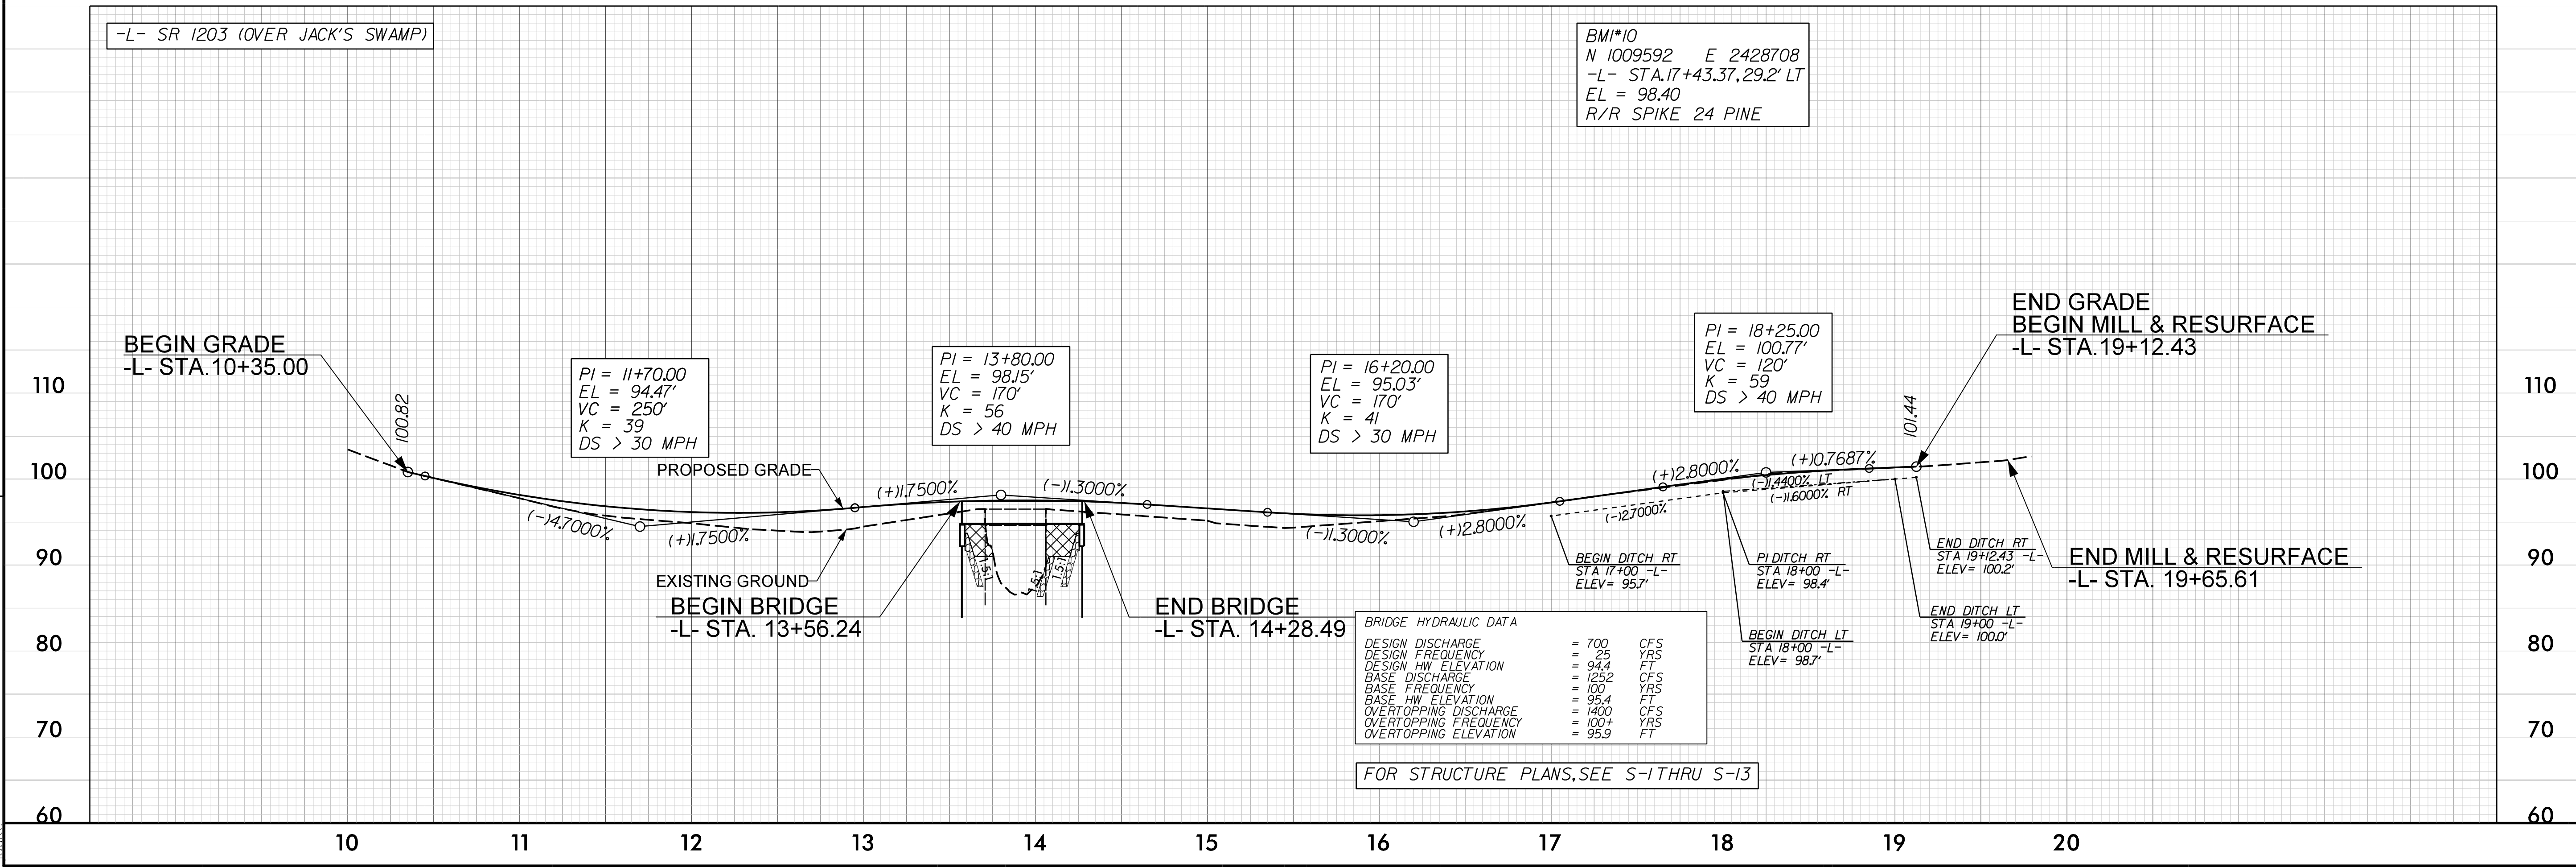 -L- SR 1203 (OVER JACK'S SWAMP)
BM1#10
N 1009592 E 2428708
-L- STA.17+43.37,29.2' LT
EL = 98.40
R/R SPIKE 24 PINE
END GRADE
BEGIN MILL & RESURFACE
-L- STA.19+12.43
BEGIN GRADE
-L- STA.10+35.00
PI = 11+70.00
EL = 94.47'
VC = 250'
K = 39
DS > 30 MPH
PI = 13+80.00
EL = 98.15'
VC = 170'
K = 56
DS > 40 MPH
PI = 16+20.00
EL = 95.03'
VC = 170'
K = 41
DS > 30 MPH
PI = 18+25.00
EL = 100.77'
VC = 120'
K = 59
DS > 40 MPH
110
110
100.82
101.44
100
100
PROPOSED GRADE
(-)4.7000%
(+)1.7500%
(+)1.7500%
(-)1.3000%
(-)1.3000%
(+)2.8000%
(+)2.8000%
(+)0.7687%
(-)1.4400% LT
(-)1.6000% RT
(-)2.7000%
90
90
1.5:1
1.5:1
1.5:1
EXISTING GROUND
BEGIN BRIDGE
-L- STA. 13+56.24
END BRIDGE
-L- STA. 14+28.49
BEGIN DITCH RT
STA 17+00 -L-
ELEV= 95.7'
PI DITCH RT
STA 18+00 -L-
ELEV= 98.4'
END DITCH RT
STA 19+12.43 -L-
ELEV= 100.2'
END MILL & RESURFACE
-L- STA. 19+65.61
BEGIN DITCH LT
STA 18+00 -L-
ELEV= 98.7'
END DITCH LT
STA 19+00 -L-
ELEV= 100.0'
80
80
BRIDGE HYDRAULIC DATA
DESIGN DISCHARGE = 700 CFS
DESIGN FREQUENCY = 25 YRS
DESIGN HW ELEVATION = 94.4 FT
BASE DISCHARGE = 1252 CFS
BASE FREQUENCY = 100 YRS
BASE HW ELEVATION = 95.4 FT
OVERTOPPING DISCHARGE = 1400 CFS
OVERTOPPING FREQUENCY = 100+ YRS
OVERTOPPING ELEVATION = 95.9 FT
70
70
FOR STRUCTURE PLANS,SEE S-1 THRU S-13
60
60
10 11 12 13 14 15 16 17 18 19 20